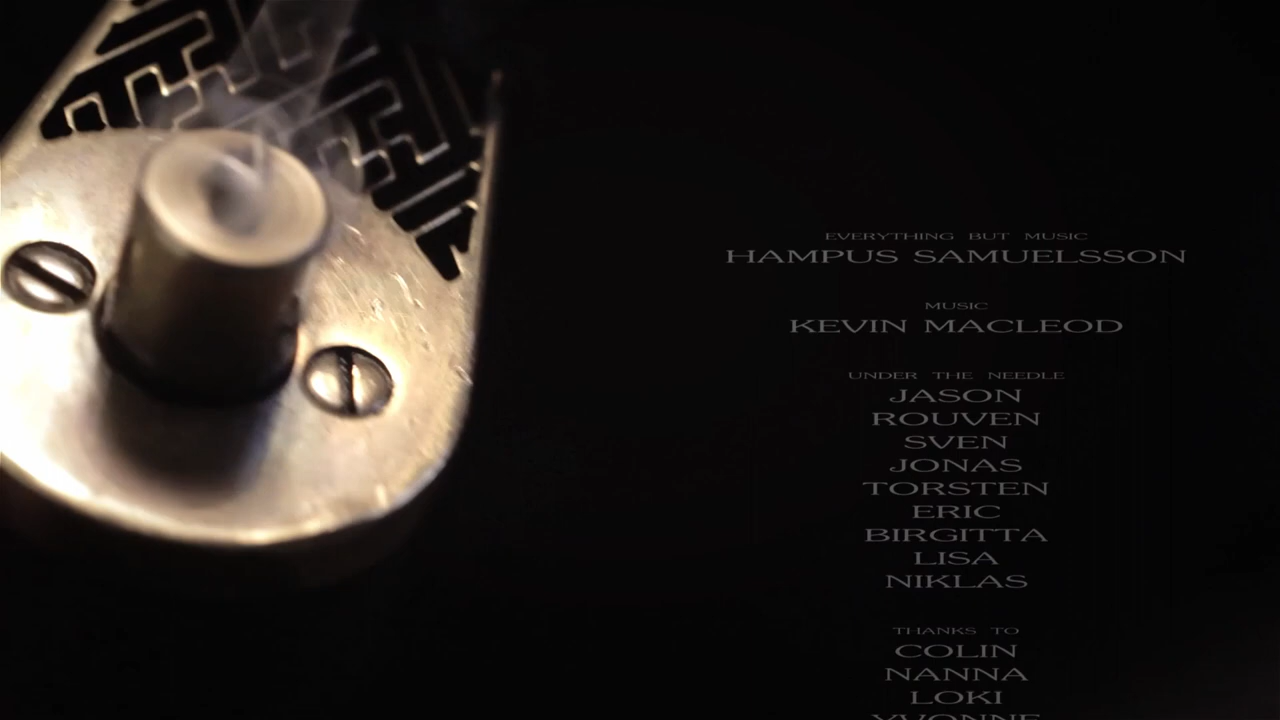 EVERYTHING BUT MUSIC
HAMPUS SAMUELSSON
MUSIC
KEVIN MACLEOD
UNDER THE NEEDLE
JASON
ROUVEN
SVEN
JONAS
TORSTEN
ERIC
BIRGITTA
LISA
NIKLAS
THANKS TO
COLIN
NANNA
LOKI
YVONNE